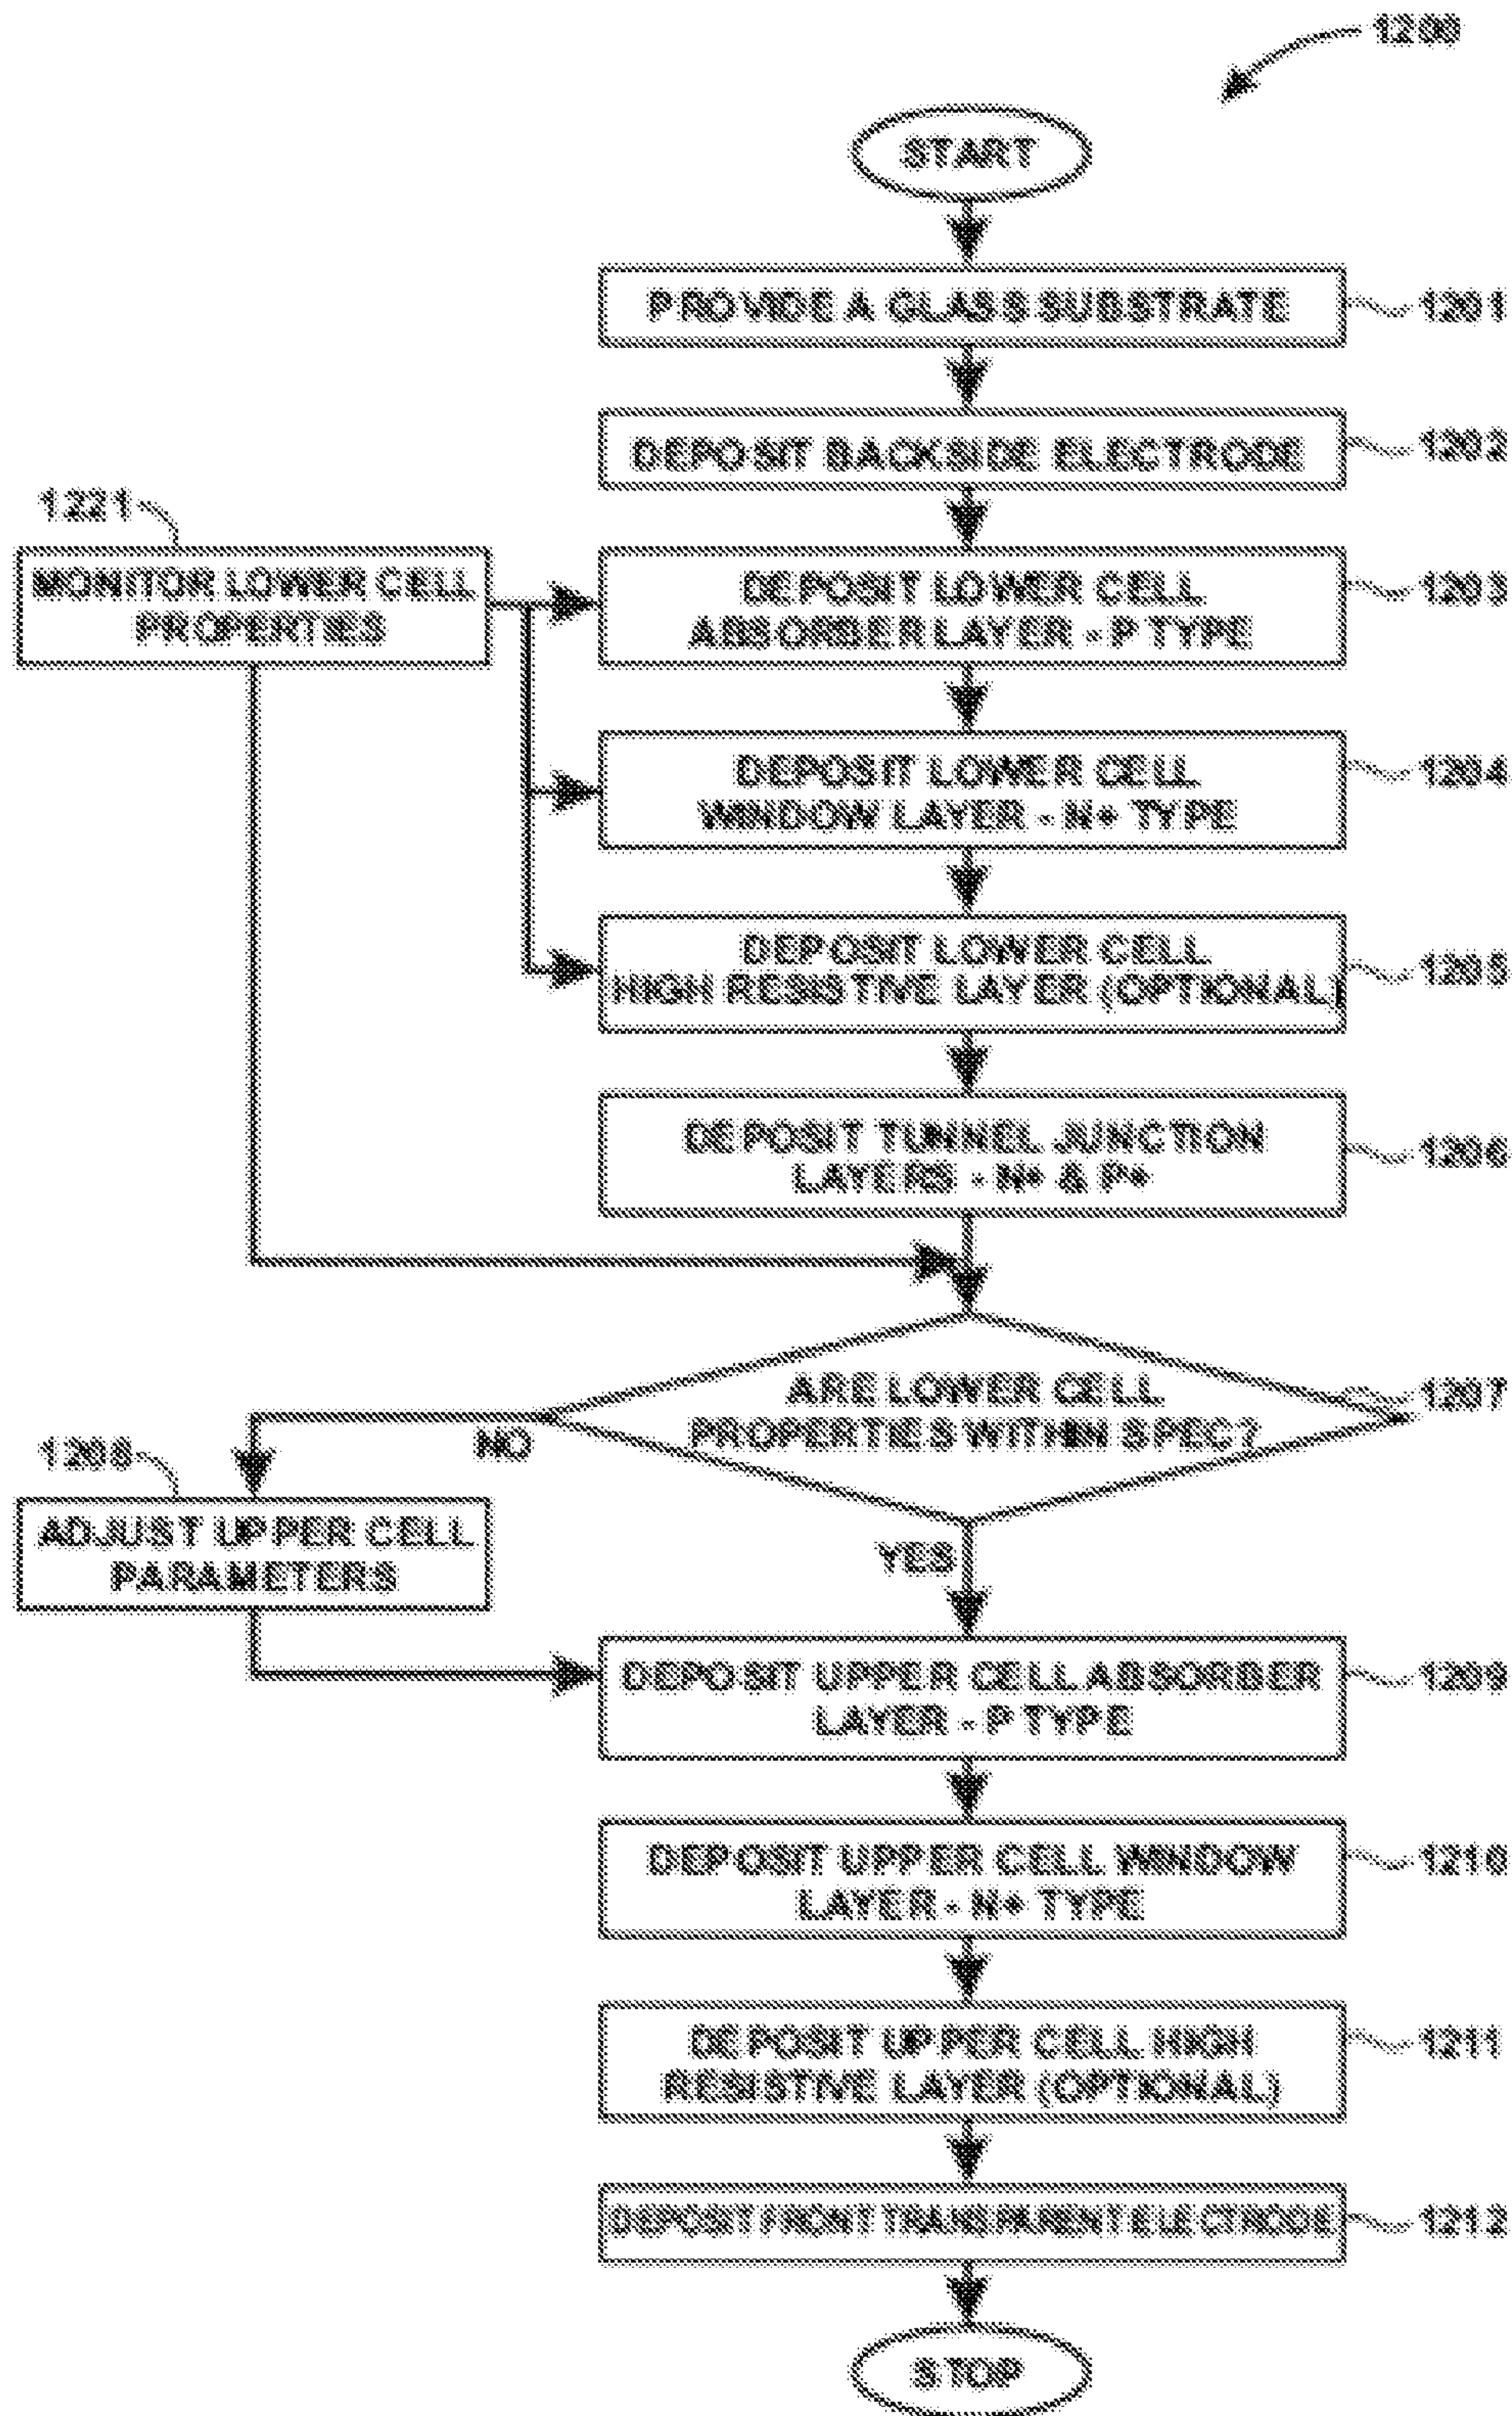 1200
START
PROVIDE A GLASS SUBSTRATE
1201
DEPOSIT BACKSIDE ELECTRODE
1202
1221
MONITOR LOWER CELL
PROPERTIES
DEPOSIT LOWER CELL
ABSORBER LAYER - P TYPE
1203
DEPOSIT LOWER CELL
WINDOW LAYER - N+ TYPE
1204
DEPOSIT LOWER CELL
HIGH RESISTIVE LAYER (OPTIONAL)
1205
DEPOSIT TUNNEL JUNCTION
LAYERS - N+ & P+
1206
ARE LOWER CELL
PROPERTIES WITHIN SPEC?
1207
NO
1208
ADJUST UPPER CELL
PARAMETERS
YES
DEPOSIT UPPER CELL ABSORBER
LAYER - P TYPE
1209
DEPOSIT UPPER CELL WINDOW
LAYER - N+ TYPE
1210
DEPOSIT UPPER CELL HIGH
RESISTIVE LAYER (OPTIONAL)
1211
DEPOSIT FRONT TRANSPARENT ELECTRODE
1212
STOP